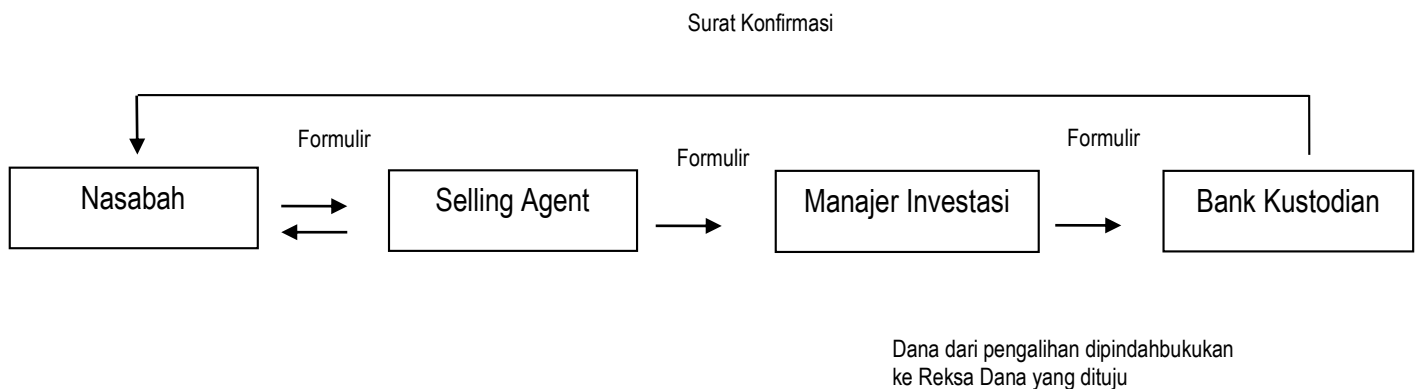 Surat Konfirmasi
Formulir
Formulir
Formulir
Nasabah
Selling Agent
Manajer Investasi
Bank Kustodian
Dana dari pengalihan dipindahbukukan
ke Reksa Dana yang dituju